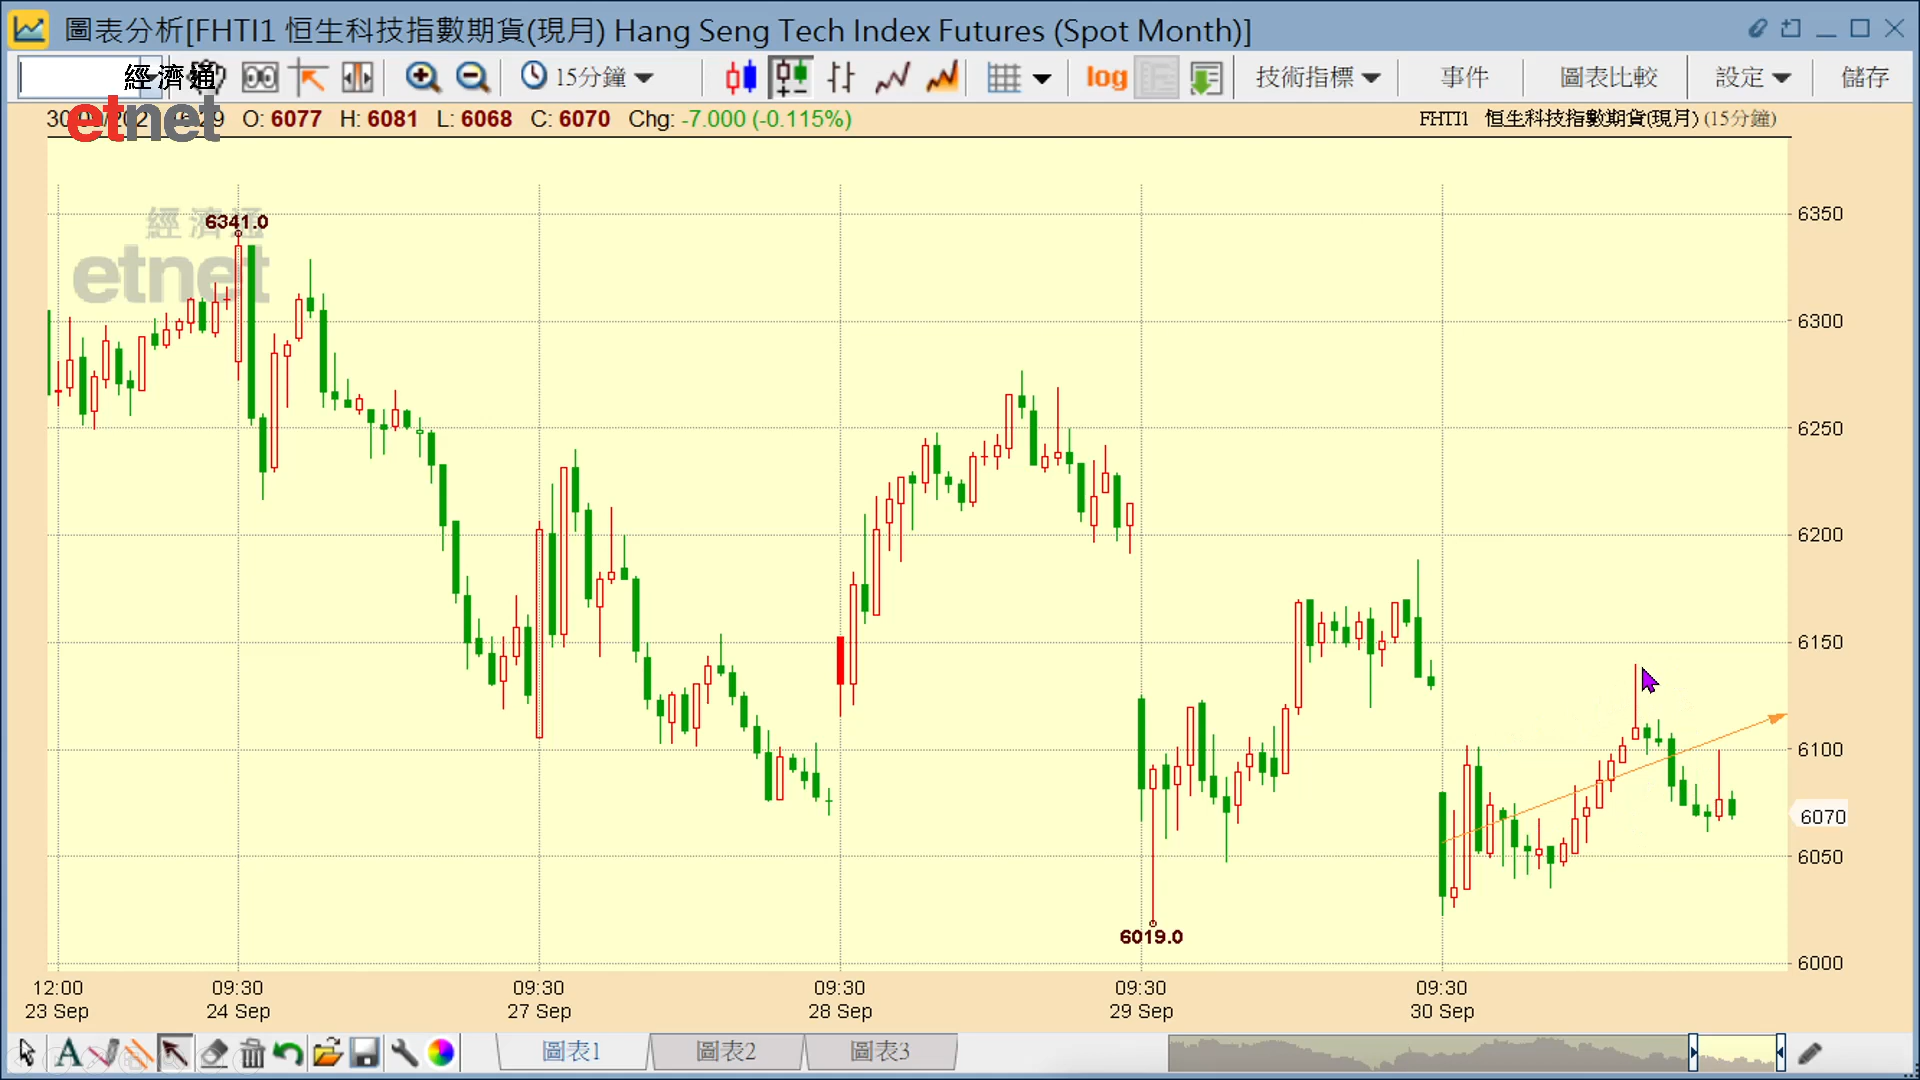 圖表分析[FHTI1 恒生科技指數期貨(現月) Hang Seng Tech Index Futures (Spot Month)]
經濟通
15分鐘
log
技術指標
事件
圖表比較
設定
儲存
etnet
O: 6077 H: 6081 L: 6068 C: 6070 Chg: -7.000 (-0.115%)
FHTI1 恒生科技指數期貨(現月) (15分鐘)
經濟通
etnet
6341.0
6019.0
6350
6300
6250
6200
6150
6100
6070
6050
6000
12:00 09:30 09:30 09:30 09:30 09:30
23 Sep 24 Sep 27 Sep 28 Sep 29 Sep 30 Sep
A
圖表1 圖表2 圖表3